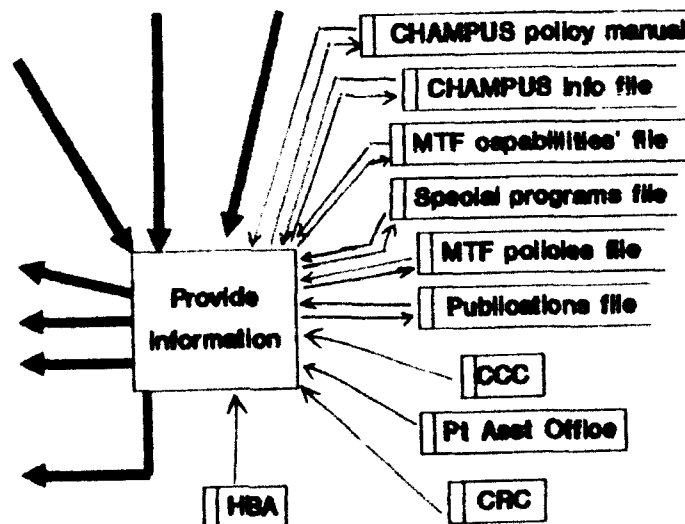 CHAMPUS policy manual
CHAMPUS info file
MTF capabilities' file
Special programs file
MTF policies file
Publications file
Provide
information
CCC
Pt Asst Office
CRC
HBA